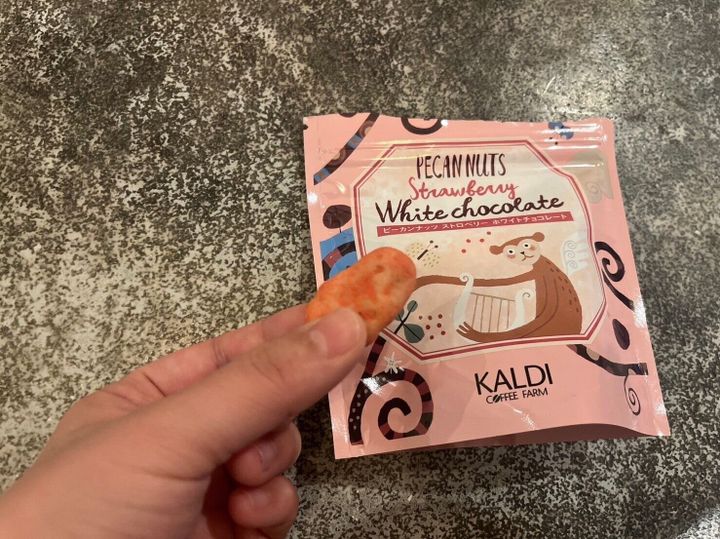 PECAN NUTS
Strawberry
White chocolate
ピーカンナッツ ストロベリー ホワイトチョコレート
KALDI
COFFEE FARM